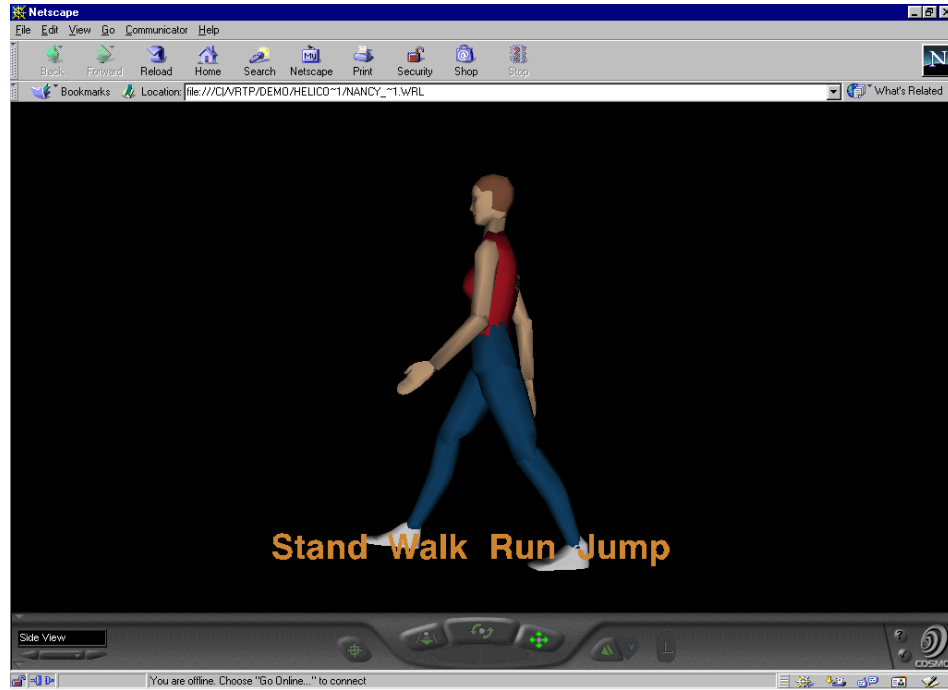 Netscape
File Edit View Go Communicator Help
Back Forward Reload Home Search Netscape Print Security Shop Stop
My
N
Bookmarks Location: file:///C|/VRTP/DEMO/HELICO~1/NANCY_~1.WRL What's Related
Stand Walk Run Jump
Side View
?
COSMO
You are offline. Choose "Go Online..." to connect